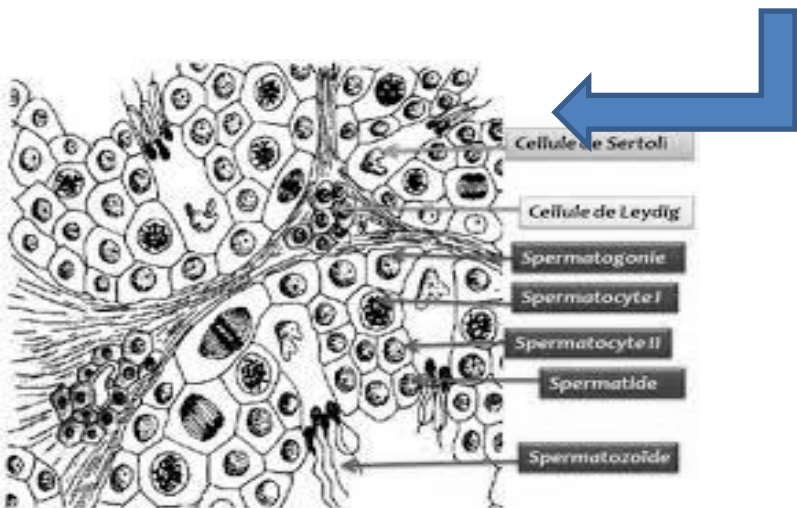 Cellule de Sertoli
Cellule de Leydig
Spermatogonie
Spermatocyte I
Spermatocyte II
Spermatide
Spermatozoïde